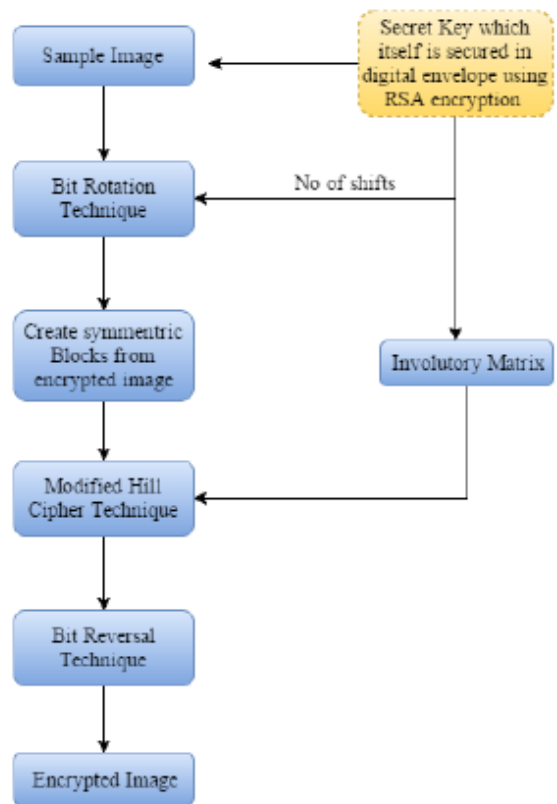 Sample Image
Secret Key which
itself is secured in
digital envelope using
RSA encryption
Bit Rotation
Technique
No of shifts
Create symmentric
Blocks from
encrypted image
Involutory Matrix
Modified Hill
Cipher Technique
Bit Reversal
Technique
Encrypted Image